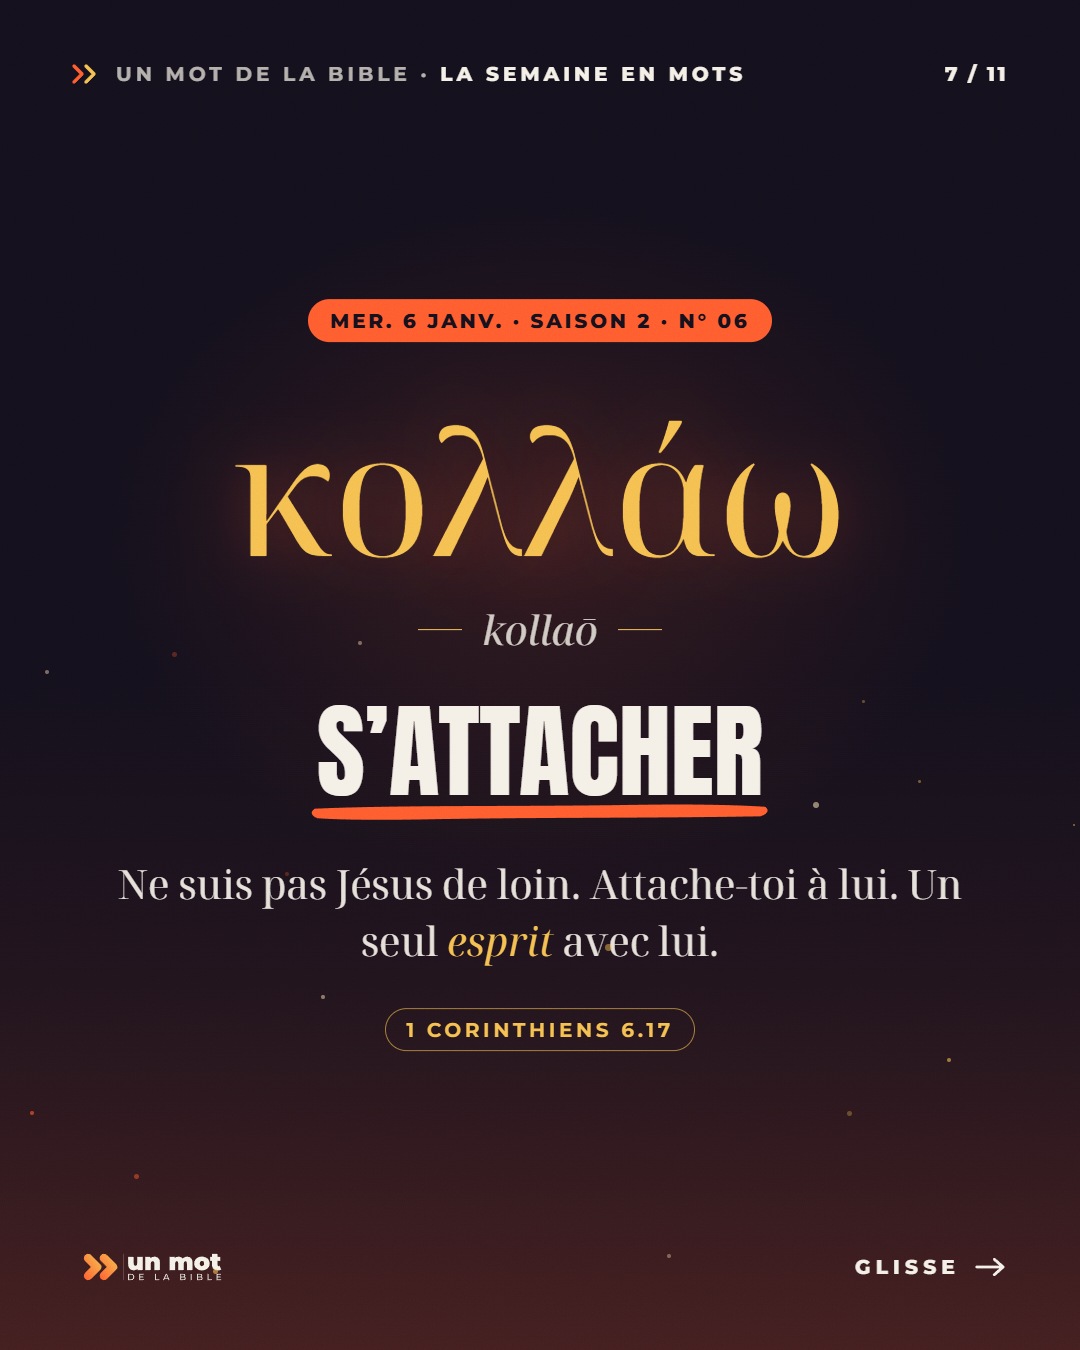 UN MOT DE LA BIBLE · LA SEMAINE EN MOTS
7 / 11
MER. 6 JANV. · SAISON 2 · N° 06
κολλάω
kollaō
S’ATTACHER
Ne suis pas Jésus de loin. Attache-toi à lui. Un
seul esprit avec lui.
1 CORINTHIENS 6.17
un mot
DE LA BIBLE
GLISSE →